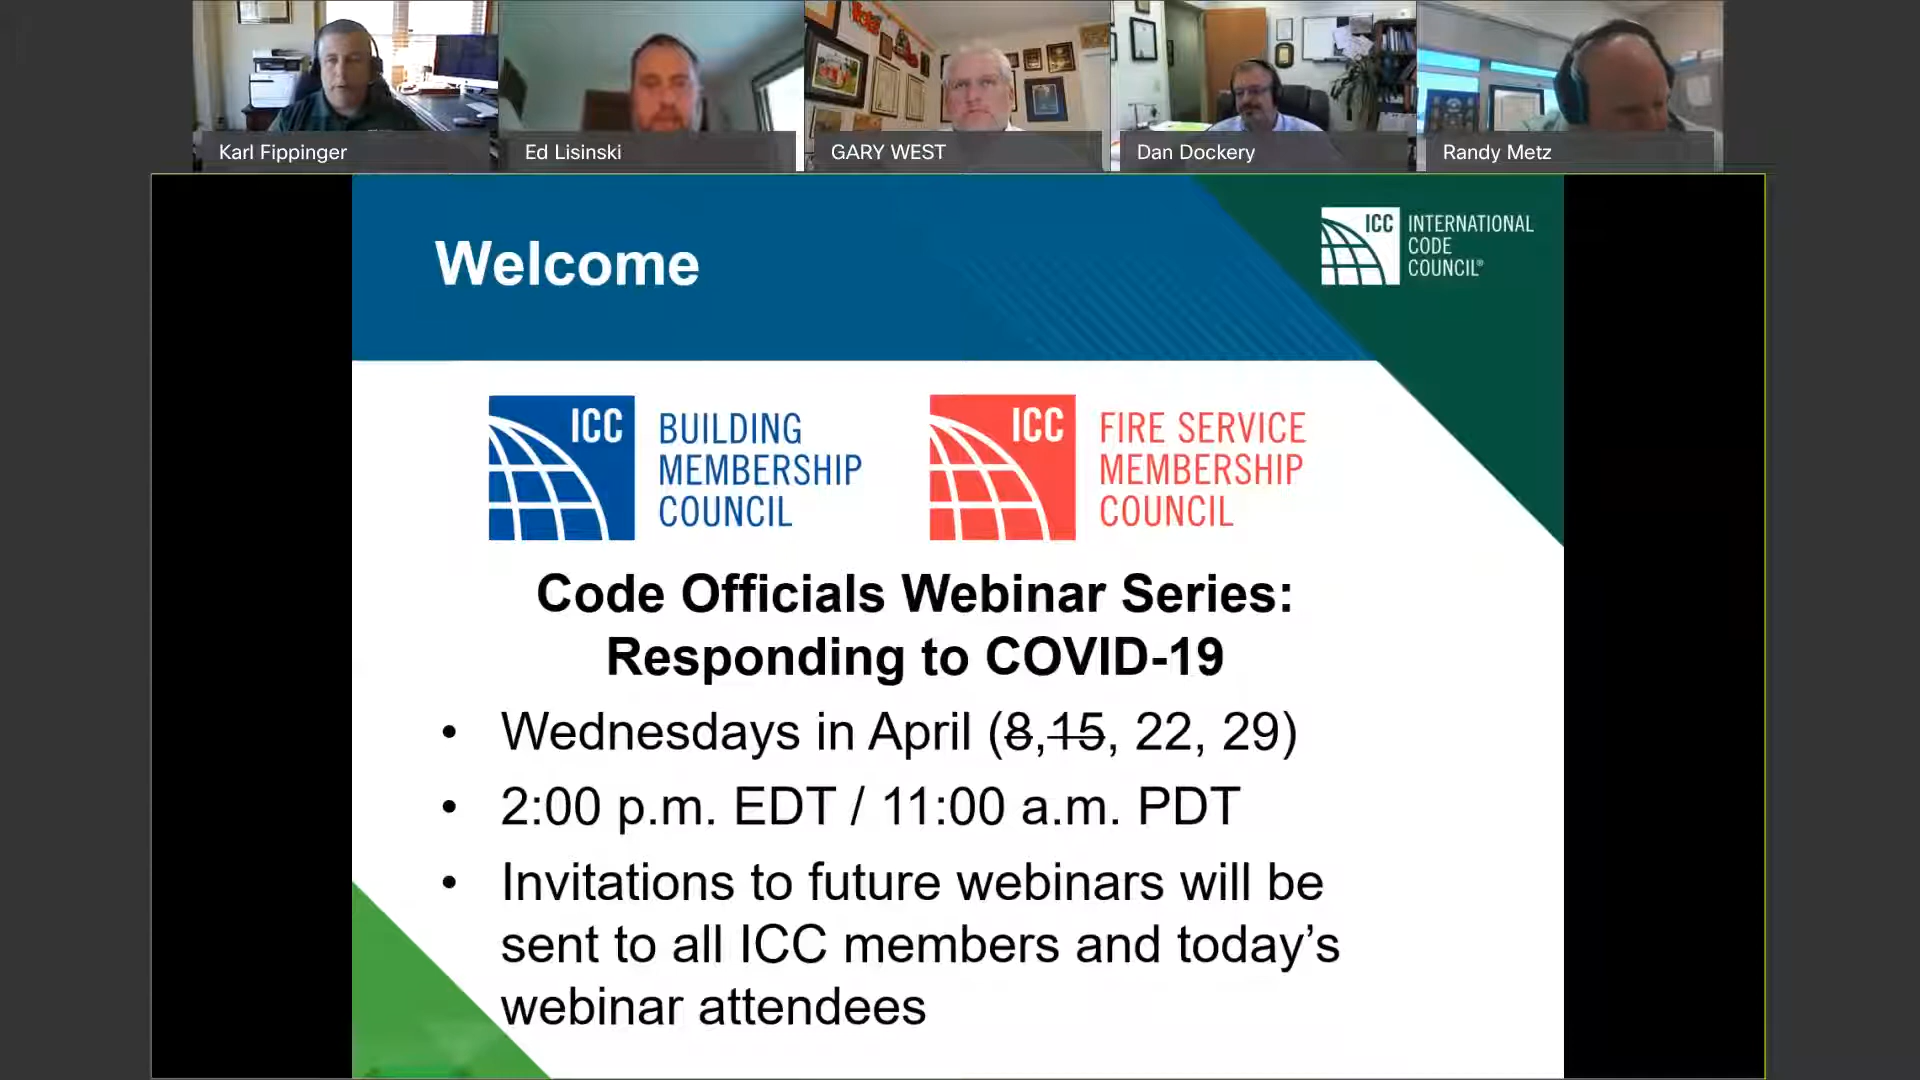 Karl Fippinger
Ed Lisinski
GARY WEST
Dan Dockery
Randy Metz
Welcome
ICC INTERNATIONAL
CODE
COUNCIL®
ICC BUILDING
MEMBERSHIP
COUNCIL
ICC FIRE SERVICE
MEMBERSHIP
COUNCIL
Code Officials Webinar Series:
Responding to COVID-19
• Wednesdays in April (8,15, 22, 29)
• 2:00 p.m. EDT / 11:00 a.m. PDT
• Invitations to future webinars will be
sent to all ICC members and today’s
webinar attendees